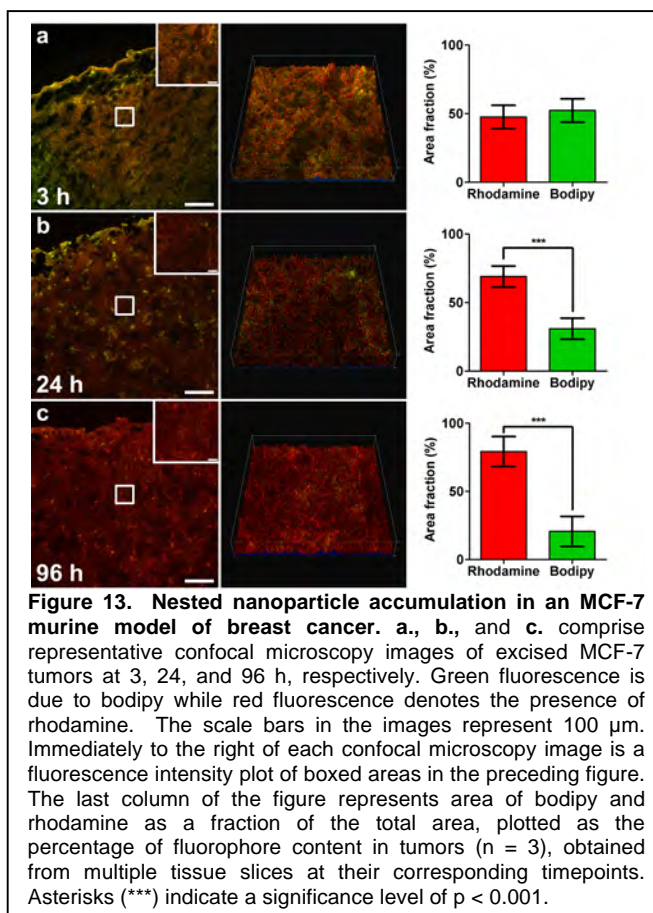 a
3 h
100
50
0
Area fraction (%)
Rhodamine Bodipy
b
24 h
100
50
0
Area fraction (%)
***
Rhodamine Bodipy
c
96 h
100
50
0
Area fraction (%)
***
Rhodamine Bodipy
Figure 13. Nested nanoparticle accumulation in an MCF-7
murine model of breast cancer. a., b., and c. comprise
representative confocal microscopy images of excised MCF-7
tumors at 3, 24, and 96 h, respectively. Green fluorescence is
due to bodipy while red fluorescence denotes the presence of
rhodamine. The scale bars in the images represent 100 µm.
Immediately to the right of each confocal microscopy image is a
fluorescence intensity plot of boxed areas in the preceding figure.
The last column of the figure represents area of bodipy and
rhodamine as a fraction of the total area, plotted as the
percentage of fluorophore content in tumors (n = 3), obtained
from multiple tissue slices at their corresponding timepoints.
Asterisks (***) indicate a significance level of p < 0.001.